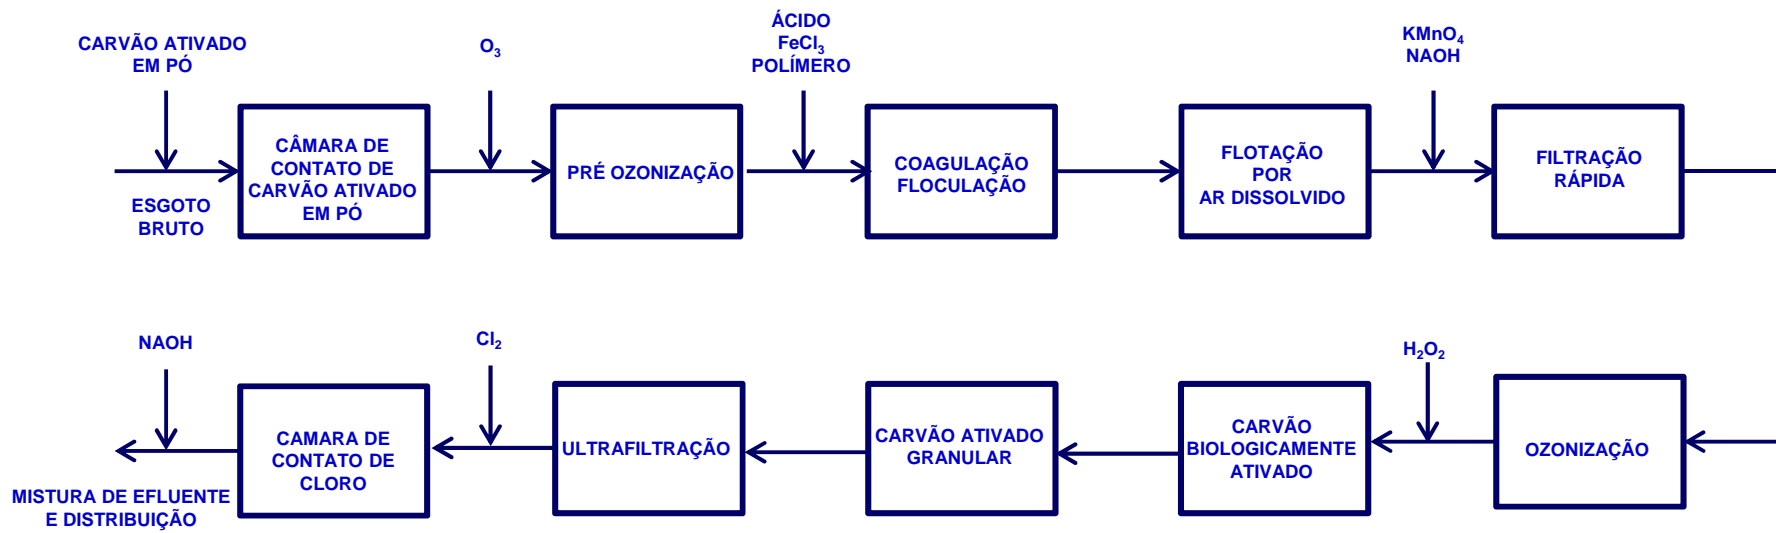 CARVÃO ATIVADO
EM PÓ
O₃
ÁCIDO
FeCl₃
POLÍMERO
KMnO₄
NAOH
ESGOTO
BRUTO
CÂMARA DE
CONTATO DE
CARVÃO ATIVADO
EM PÓ
PRÉ OZONIZAÇÃO
COAGULAÇÃO
FLOCULAÇÃO
FLOTAÇÃO
POR
AR DISSOLVIDO
FILTRAÇÃO
RÁPIDA
NAOH
Cl₂
H₂O₂
MISTURA DE EFLUENTE
E DISTRIBUIÇÃO
CAMARA DE
CONTATO DE
CLORO
ULTRAFILTRAÇÃO
CARVÃO ATIVADO
GRANULAR
CARVÃO
BIOLOGICAMENTE
ATIVADO
OZONIZAÇÃO